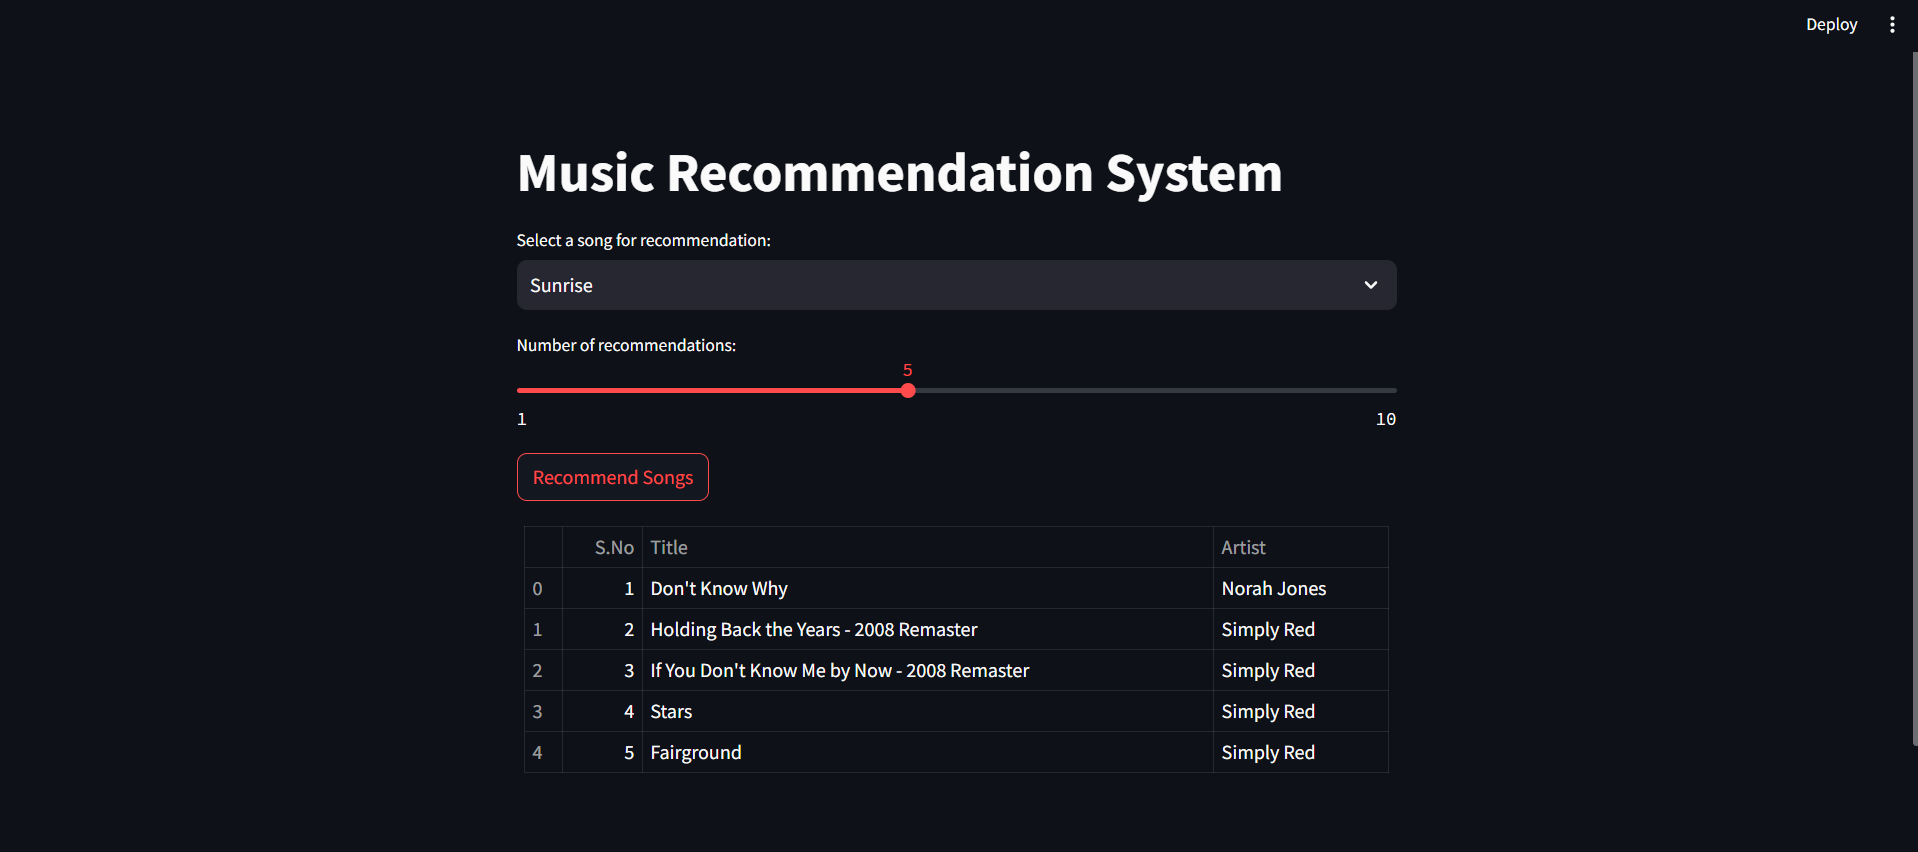 Deploy
Music Recommendation System
Select a song for recommendation:
Sunrise
Number of recommendations:
5
1 10
Recommend Songs
S.No Title Artist
0 1 Don't Know Why Norah Jones
1 2 Holding Back the Years - 2008 Remaster Simply Red
2 3 If You Don't Know Me by Now - 2008 Remaster Simply Red
3 4 Stars Simply Red
4 5 Fairground Simply Red